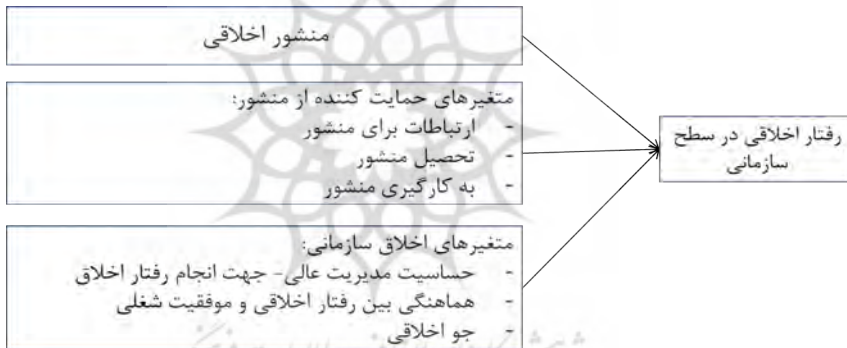 منشور اخلاقی
متغیرهای حمایت کننده از منشور:
- ارتباطات برای منشور
- تحصیل منشور
- به کارگیری منشور
رفتار اخلاقی در سطح
سازمانی
متغیرهای اخلاق سازمانی:
- حساسیت مدیریت عالی- جهت انجام رفتار اخلاق
- هماهنگی بین رفتار اخلاقی و موفقیت شغلی
- جو اخلاقی